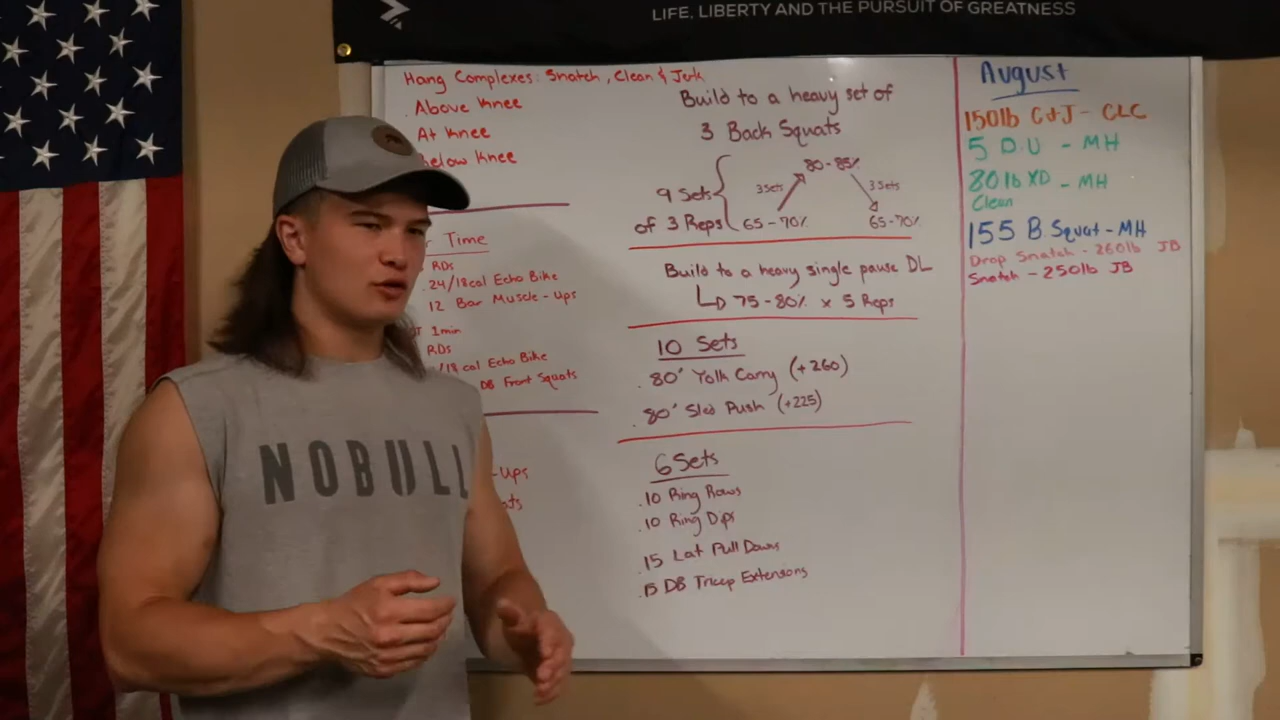 LIFE, LIBERTY AND THE PURSUIT OF GREATNESS
Hang Complexes: Snatch, Clean & Jerk
. Above Knee
. At Knee
Below Knee
Time
RDs
. 24/18cal Echo Bike
12 Bar Muscle-Ups
1min
RDs
/18 cal Echo Bike
DB Front Squats
-Ups
Build to a heavy set of
3 Back Squats
9 Sets
of 3 Reps
65-70%
3 Sets
80-85%
3 Sets
65-70%
Build to a heavy single pause DL
75-80% x 5 Reps
10 Sets
. 80' Yolk Carry (+260)
. 80' Sled Push (+225)
6 Sets
. 10 Ring Rows
. 10 Ring Dips
. 15 Lat Pull Downs
. 15 DB Tricep Extensions
August
150lb C+J - CLC
5 D.U - MH
80lb XD - MH
Clean
155 B Squat - MH
Drop Snatch - 260lb JB
Snatch - 250lb JB
NOBULL